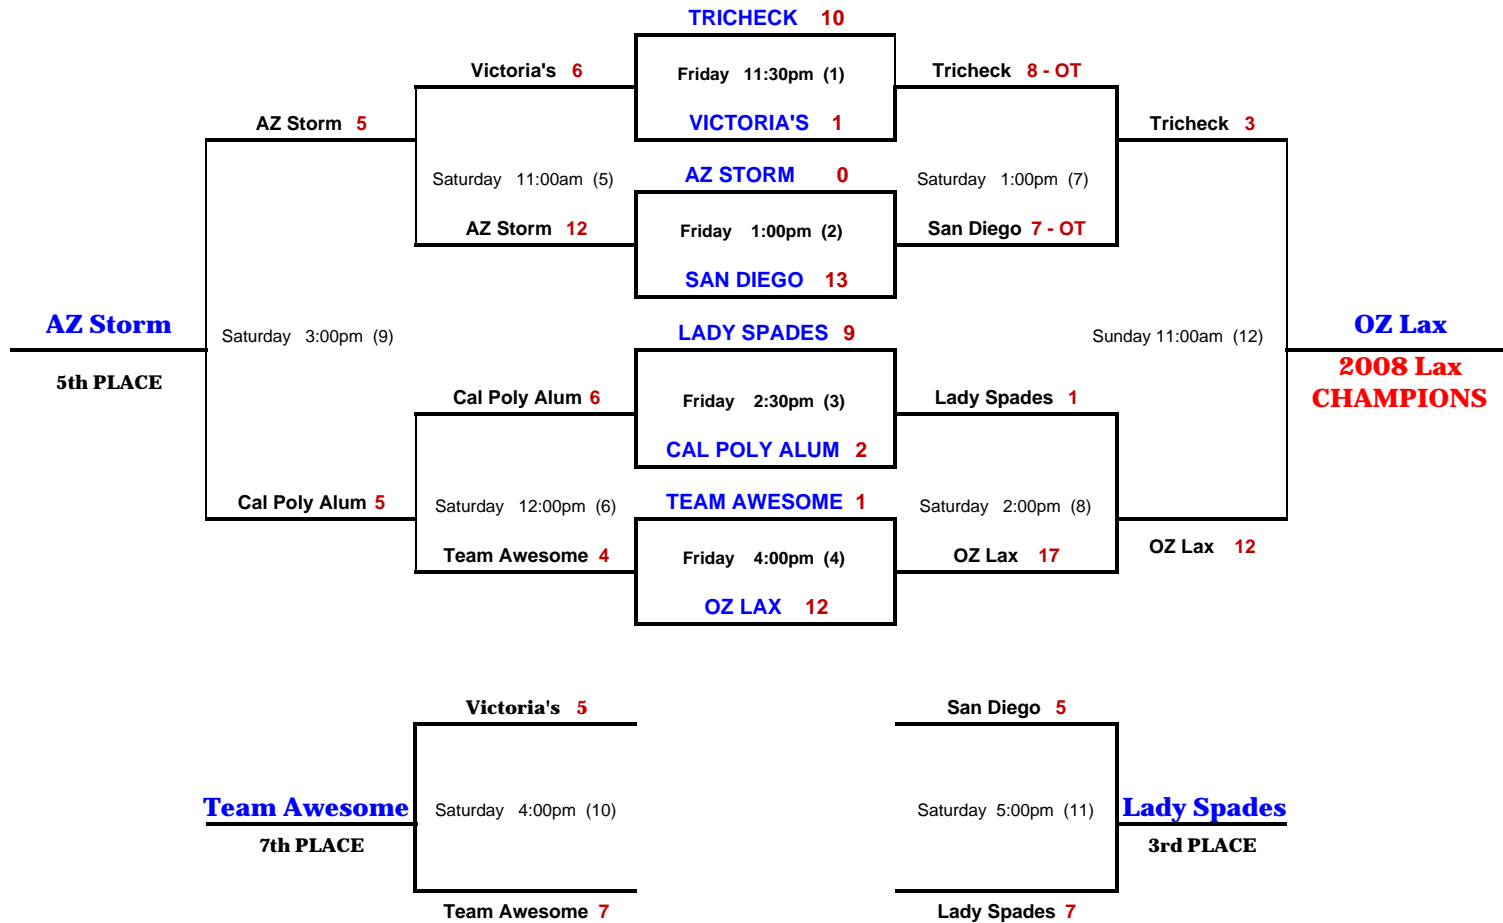 TRICHECK 10
Victoria's 6
Friday 11:30pm (1)
Tricheck 8 - OT
AZ Storm 5
VICTORIA'S 1
Tricheck 3
Saturday 11:00am (5)
AZ STORM 0
Saturday 1:00pm (7)
AZ Storm 12
Friday 1:00pm (2)
San Diego 7 - OT
SAN DIEGO 13
AZ Storm
Saturday 3:00pm (9)
LADY SPADES 9
Sunday 11:00am (12)
OZ Lax
5th PLACE
2008 Lax
CHAMPIONS
Cal Poly Alum 6
Friday 2:30pm (3)
Lady Spades 1
CAL POLY ALUM 2
Cal Poly Alum 5
Saturday 12:00pm (6)
TEAM AWESOME 1
Saturday 2:00pm (8)
Team Awesome 4
Friday 4:00pm (4)
OZ Lax 17
OZ Lax 12
OZ LAX 12
Victoria's 5
San Diego 5
Team Awesome
Saturday 4:00pm (10)
Saturday 5:00pm (11)
Lady Spades
7th PLACE
3rd PLACE
Team Awesome 7
Lady Spades 7